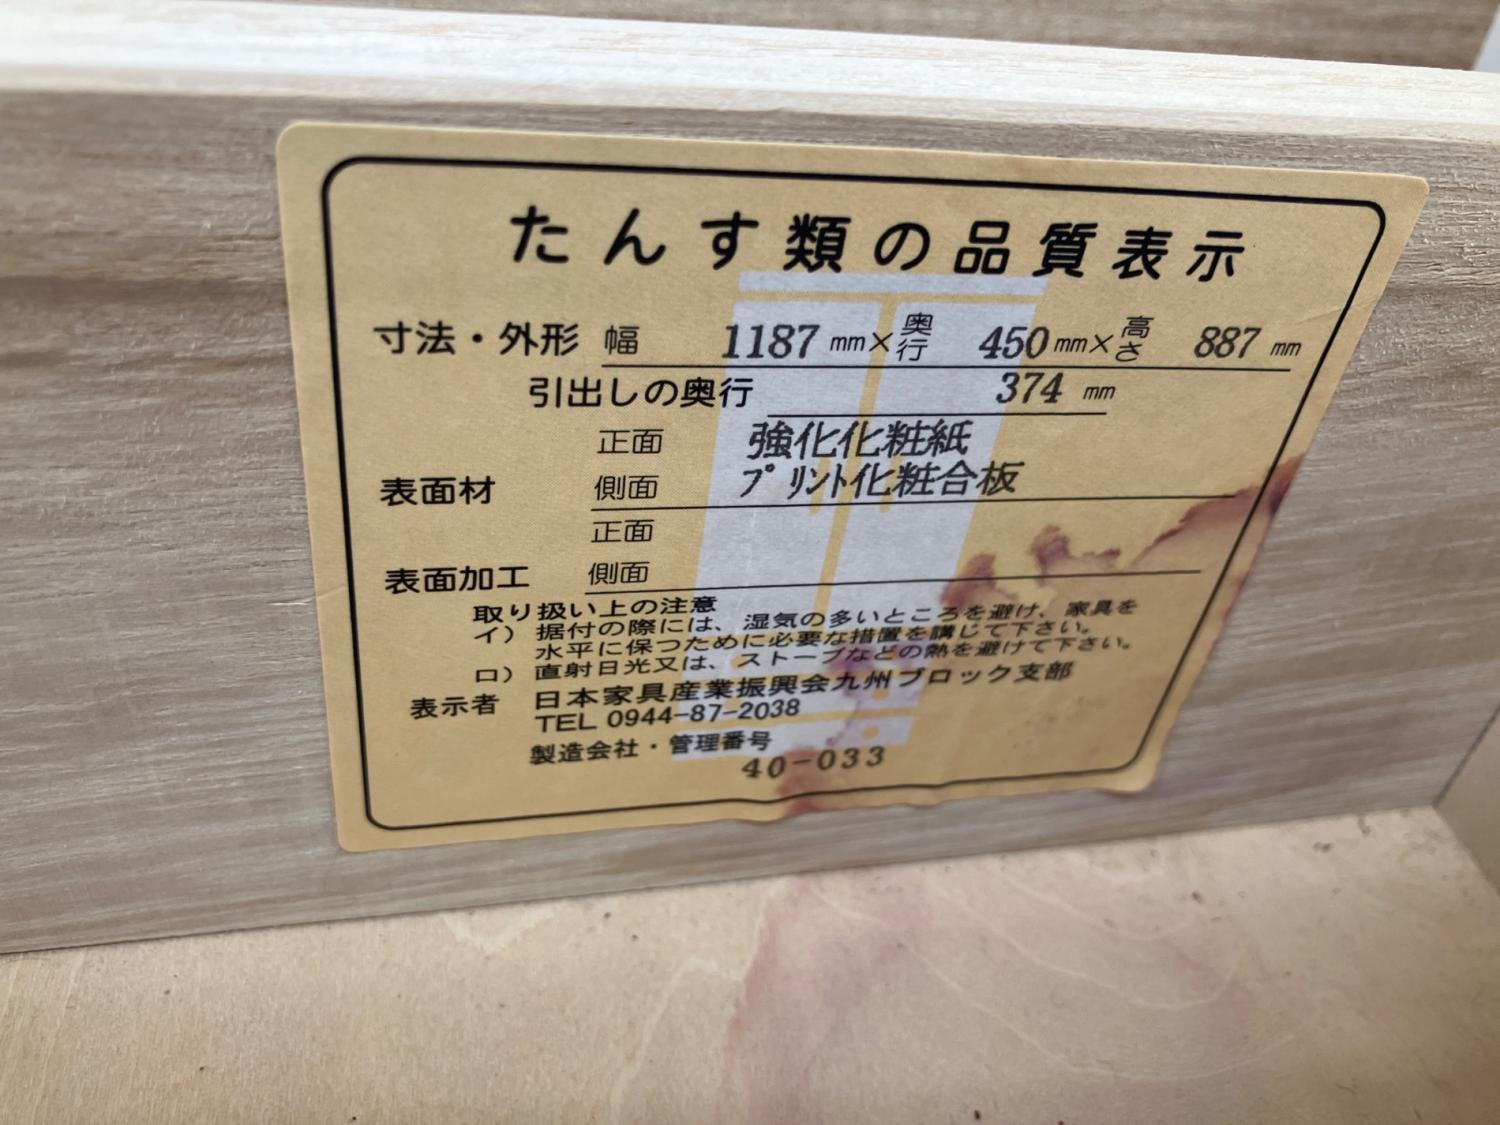 たんす類の品質表示
寸法・外形 幅 1187 mm×奥行 450 mm×高さ 887 mm
引出しの奥行 374 mm
正面 強化化粧紙
表面材 側面 プリント化粧合板
正面
表面加工 側面
取り扱い上の注意
イ) 据付の際には、湿気の多いところを避け、家具を
水平に保つために必要な措置を講じて下さい。
ロ) 直射日光又は、ストーブなどの熱を避けて下さい。
表示者 日本家具産業振興会九州ブロック支部
TEL 0944-87-2038
製造会社・管理番号
40-033